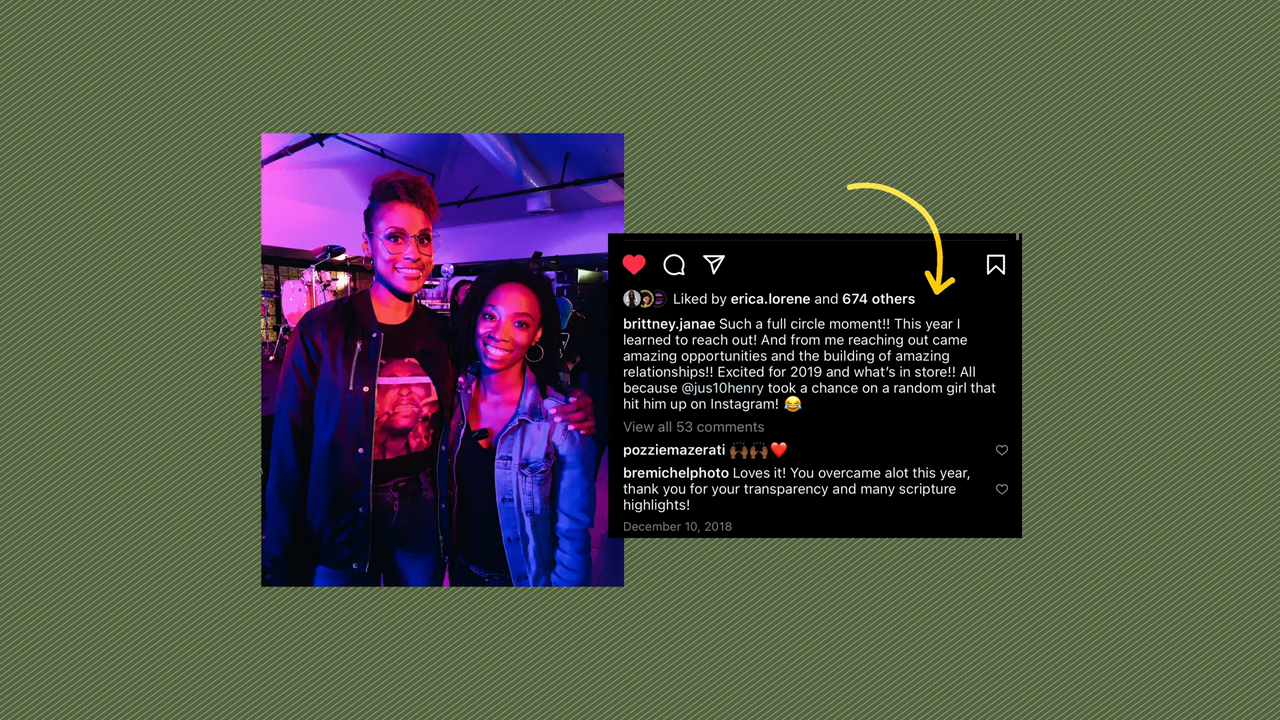 Liked by erica.lorene and 674 others
brittney.janae Such a full circle moment!! This year I
learned to reach out! And from me reaching out came
amazing opportunities and the building of amazing
relationships!! Excited for 2019 and what's in store!! All
because @jus10henry took a chance on a random girl that
hit him up on Instagram! 😂
View all 53 comments
pozziemazerati 🙌🏾🙌🏾❤️
bremichelphoto Loves it! You overcame alot this year,
thank you for your transparency and many scripture
highlights!
December 10, 2018